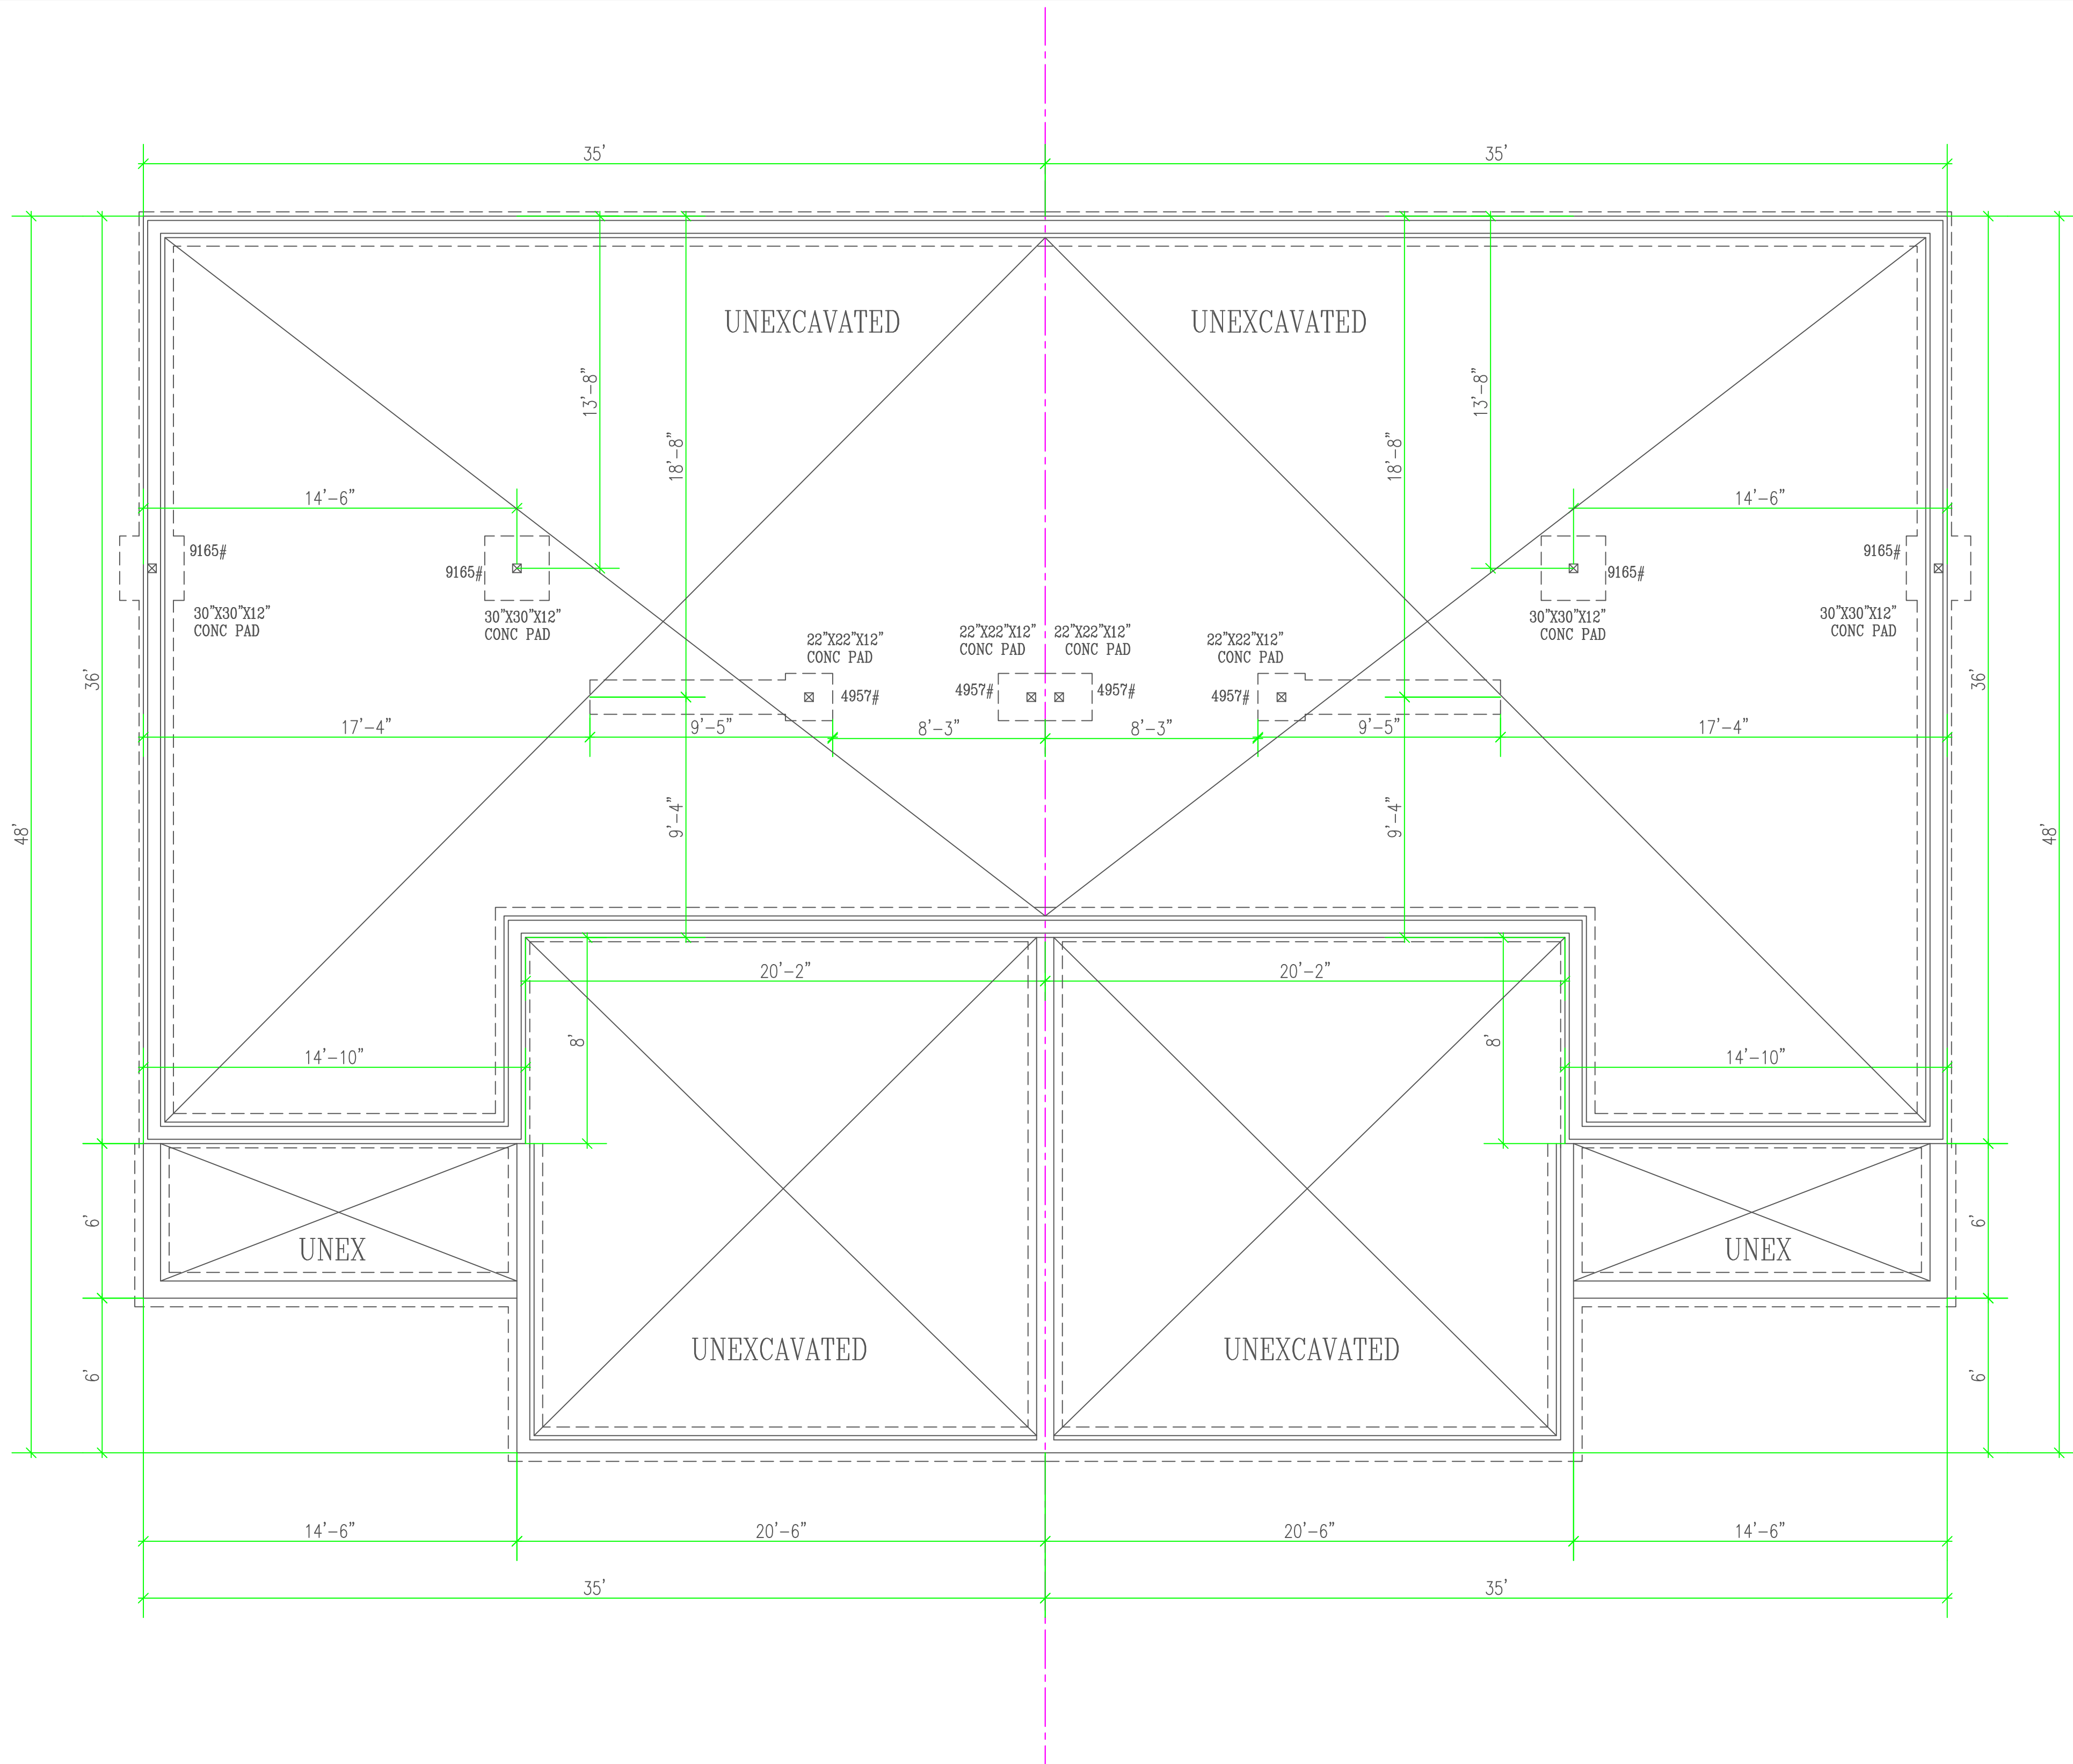 35' 35'
UNEXCAVATED UNEXCAVATED
13'-8" 13'-8"
18'-8" 18'-8"
14'-6" 14'-6"
9165# 9165#
9165# 9165#
30"X30"X12" 30"X30"X12"
CONC PAD CONC PAD
30"X30"X12" 30"X30"X12"
CONC PAD CONC PAD
22"X22"X12" 22"X22"X12"
CONC PAD CONC PAD
22"X22"X12" 22"X22"X12"
CONC PAD CONC PAD
36' 36'
4957# 4957#
4957# 4957#
17'-4" 9'-5" 8'-3" 8'-3" 9'-5" 17'-4"
9'-4" 9'-4"
48' 48'
20'-2" 20'-2"
8' 8'
14'-10" 14'-10"
6' 6'
UNEX UNEX
UNEXCAVATED UNEXCAVATED
6' 6'
14'-6" 20'-6" 20'-6" 14'-6"
35' 35'